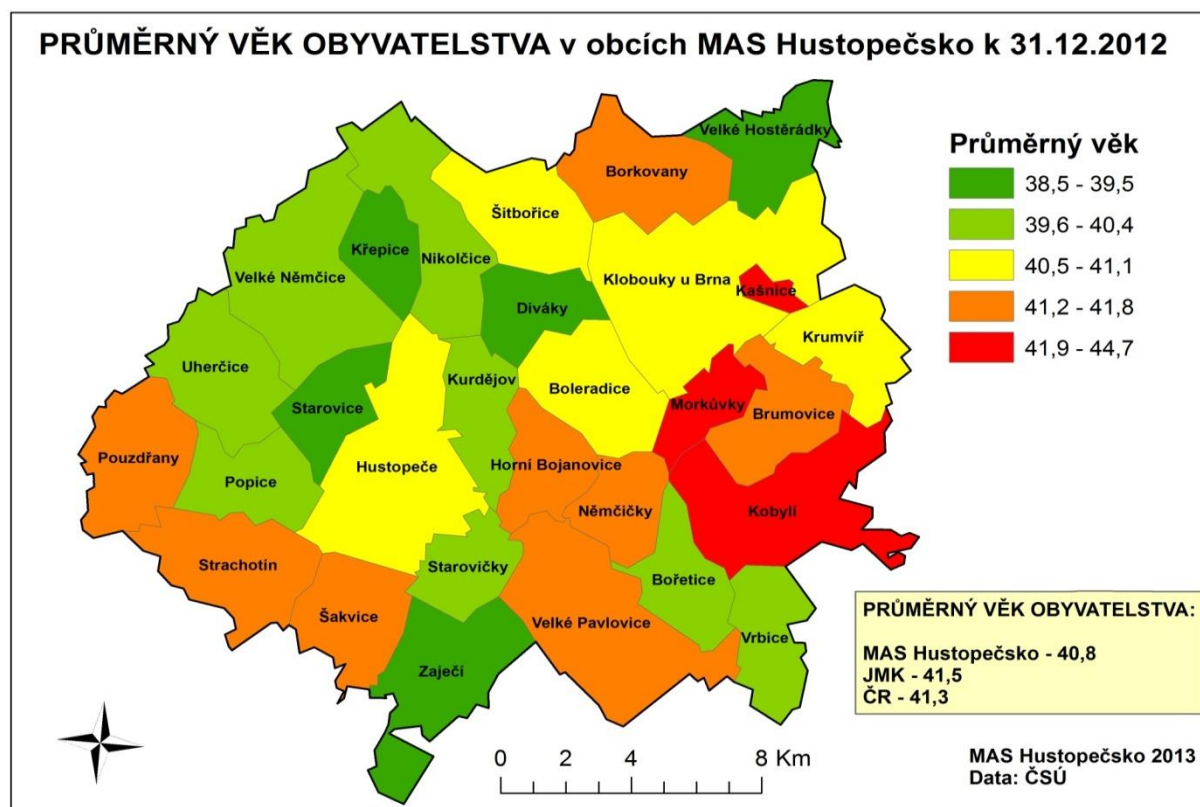 PRŮMĚRNÝ VĚK OBYVATELSTVA v obcích MAS Hustopečsko k 31.12.2012
Velké Hostěrádky
Borkovany
Šitbořice
Křepice
Nikolčice
Velké Němčice
Klobouky u Brna
Kašnice
Diváky
Krumvíř
Uherčice
Kurdějov
Boleradice
Starovice
Morkůvky
Brumovice
Pouzdřany
Hustopeče
Horní Bojanovice
Popice
Němčičky
Kobylí
Strachotín
Starovičky
Bořetice
Šakvice
Velké Pavlovice
Vrbice
Zaječí
Průměrný věk
38,5 - 39,5
39,6 - 40,4
40,5 - 41,1
41,2 - 41,8
41,9 - 44,7
PRŮMĚRNÝ VĚK OBYVATELSTVA:
MAS Hustopečsko - 40,8
JMK - 41,5
ČR - 41,3
0 2 4 8 Km
MAS Hustopečsko 2013
Data: ČSÚ